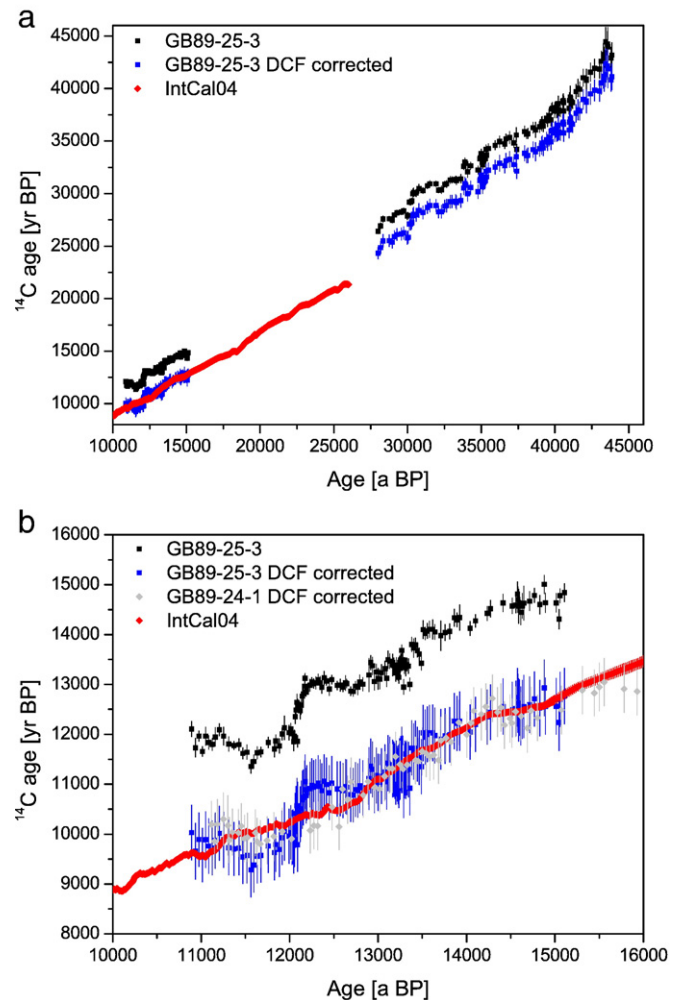 a
45000
40000
35000
30000
25000
20000
15000
10000
¹⁴C age [yr BP]
GB89-25-3
GB89-25-3 DCF corrected
IntCal04
10000 15000 20000 25000 30000 35000 40000 45000
Age [a BP]
b
16000
15000
14000
13000
12000
11000
10000
9000
8000
¹⁴C age [yr BP]
GB89-25-3
GB89-25-3 DCF corrected
GB89-24-1 DCF corrected
IntCal04
10000 11000 12000 13000 14000 15000 16000
Age [a BP]